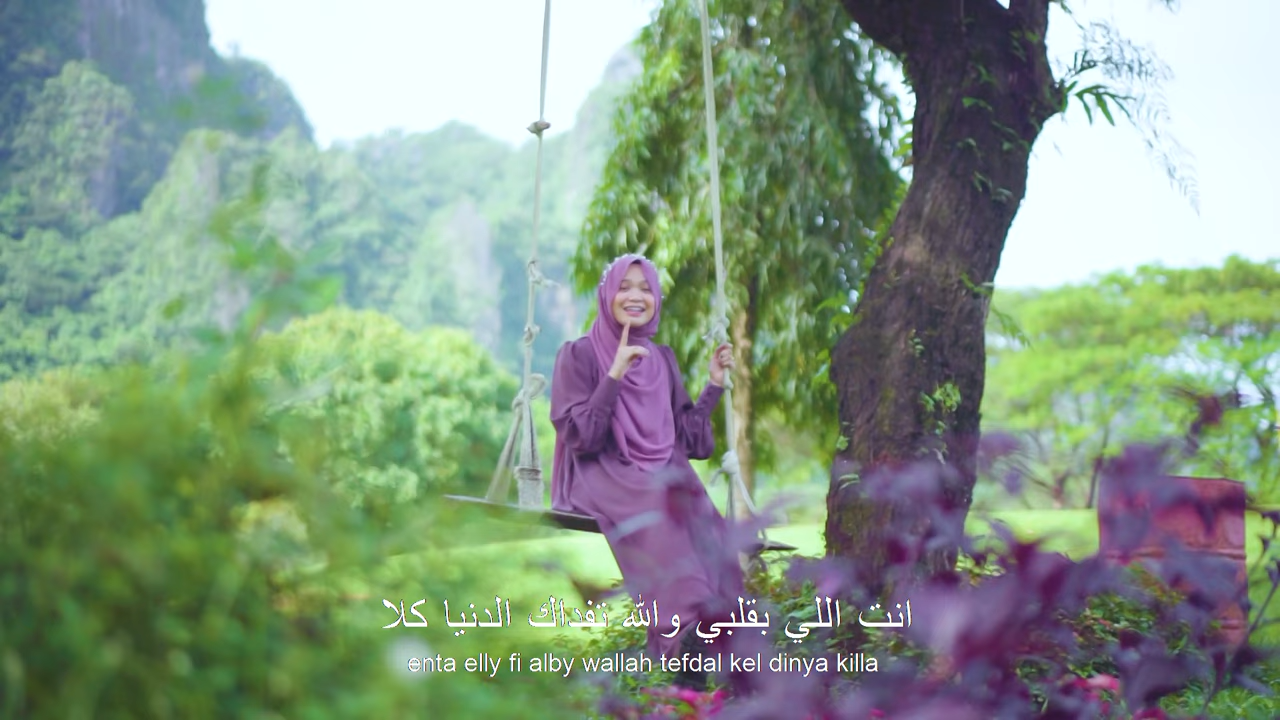 انت اللي بقلبي والله تفداك الدنيا كلا
enta elly fi alby wallah tefdal kel dinya killa